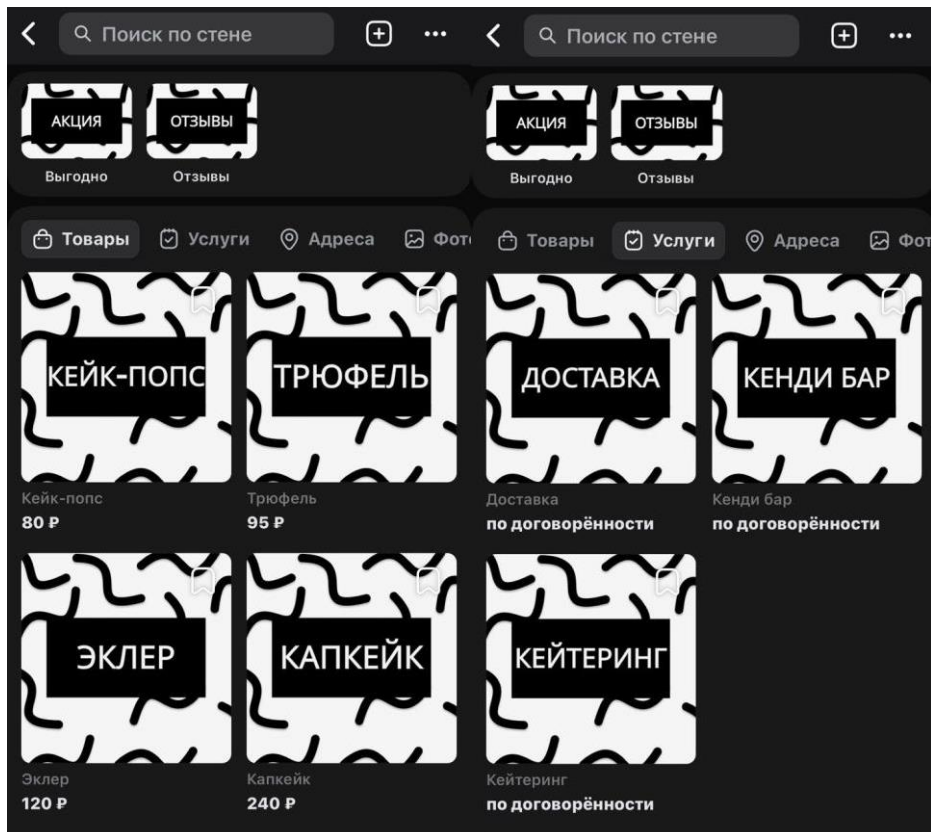 Поиск по стене
АКЦИЯ
ОТЗЫВЫ
Выгодно
Отзывы
Товары
Услуги
Адреса
Фото
КЕЙК-ПОПС
ТРЮФЕЛЬ
Кейк-попс
Трюфель
80 ₽
95 ₽
ЭКЛЕР
КАПКЕЙК
Эклер
Капкейк
120 ₽
240 ₽
Поиск по стене
АКЦИЯ
ОТЗЫВЫ
Выгодно
Отзывы
Товары
Услуги
Адреса
Фот
ДОСТАВКА
КЕНДИ БАР
Доставка
Кенди бар
по договорённости
по договорённости
КЕЙТЕРИНГ
Кейтеринг
по договорённости